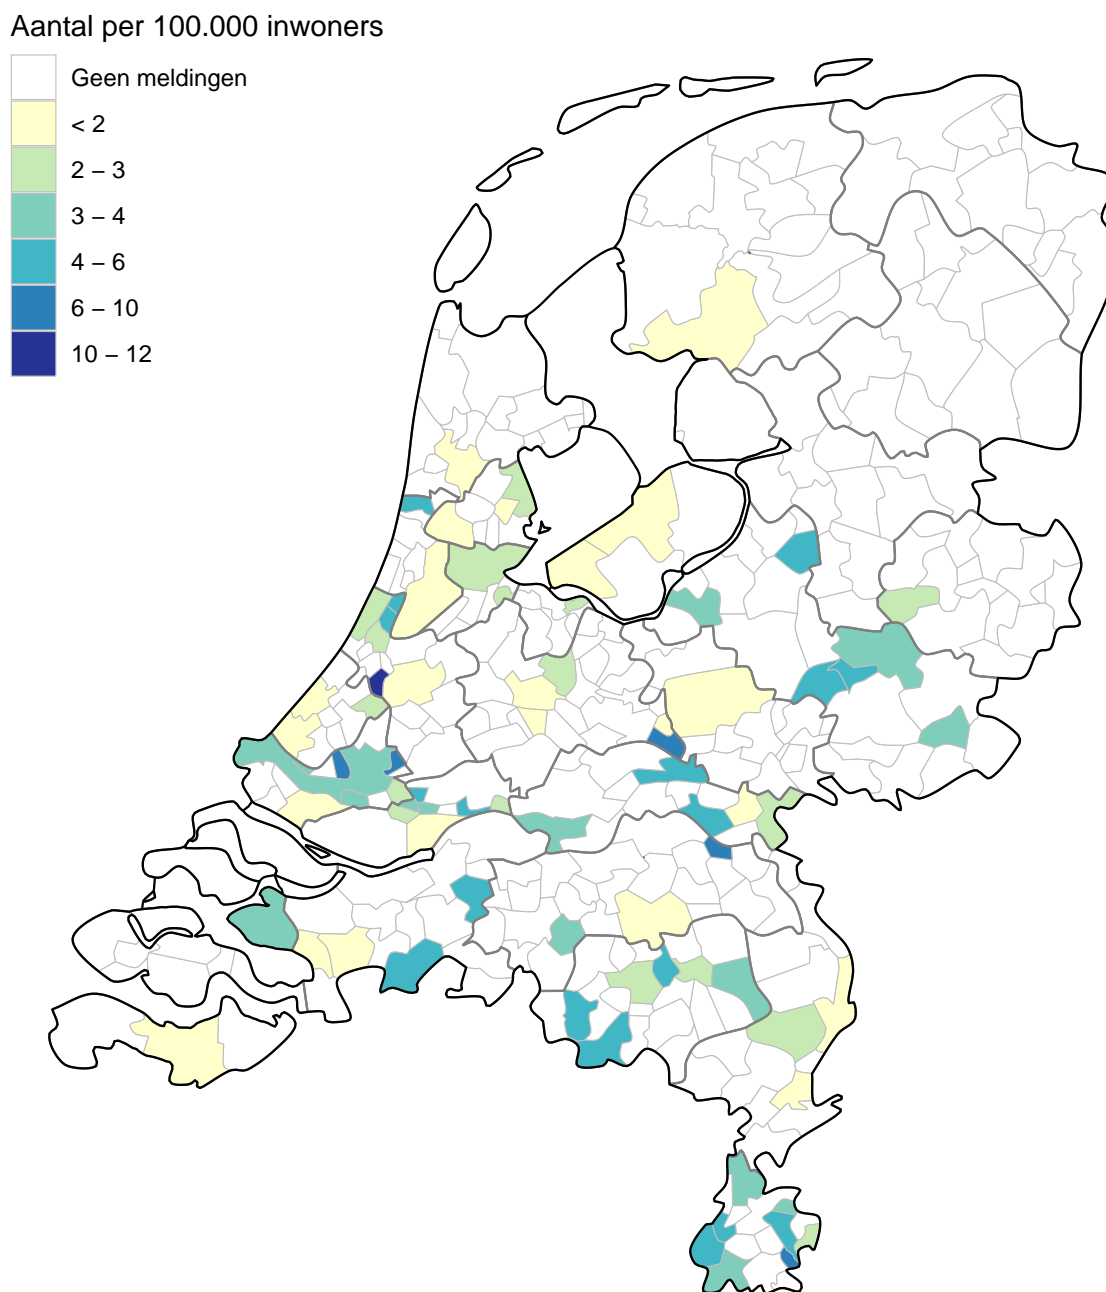 Aantal per 100.000 inwoners
Geen meldingen
< 2
2 – 3
3 – 4
4 – 6
6 – 10
10 – 12